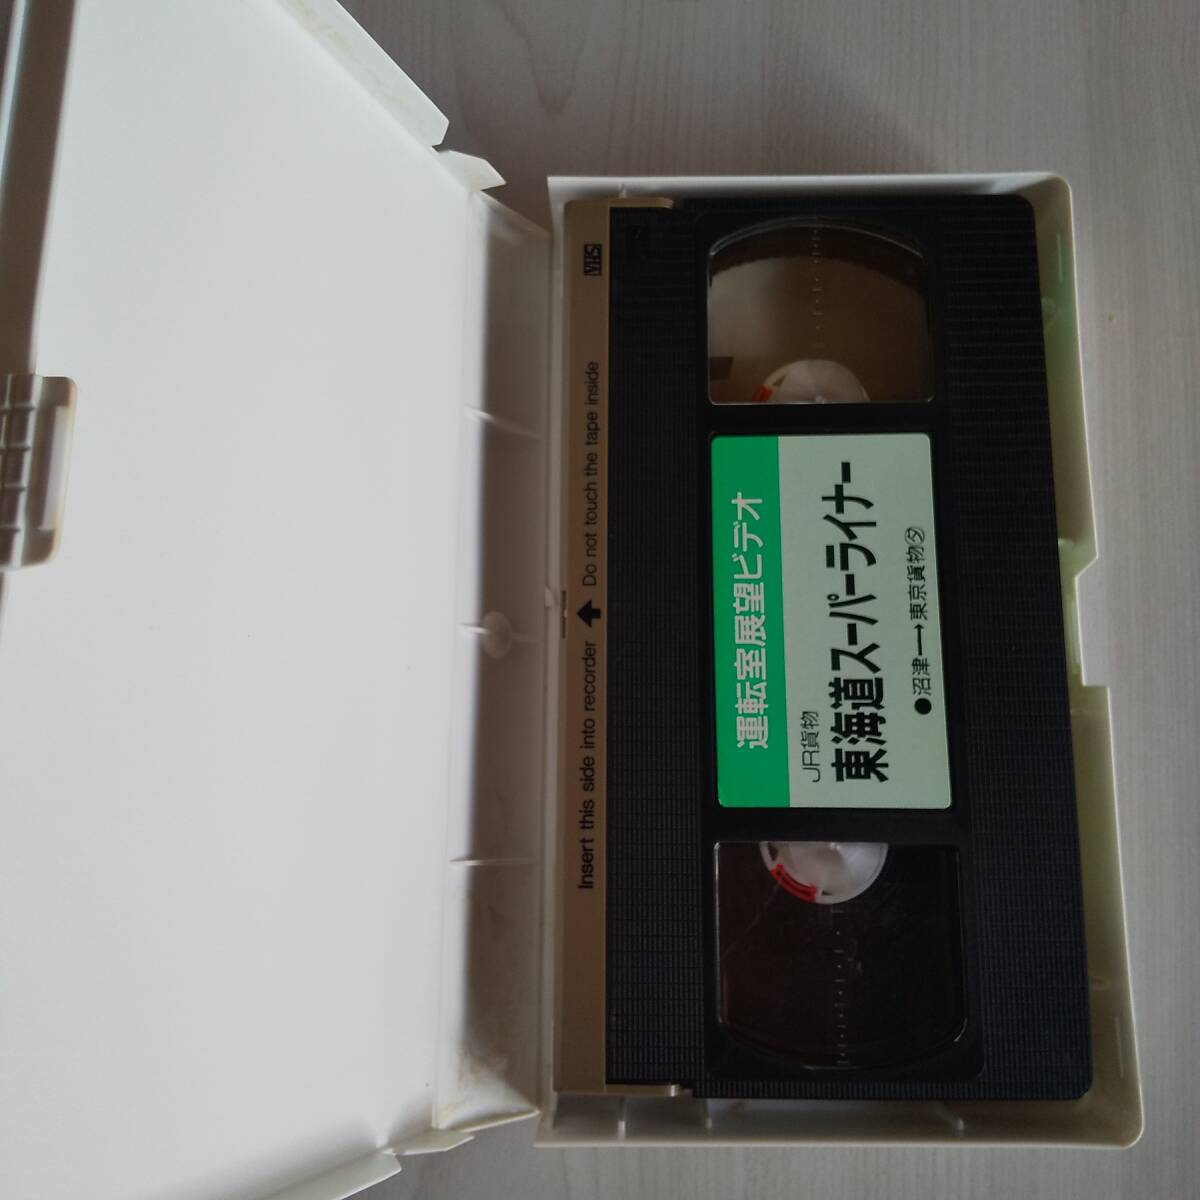 VHS
Insert this side into recorder ⬆ Do not touch the tape inside
運転室展望ビデオ
JR貨物
東海道スーパーライナー
●沼津→東京貨物㋟